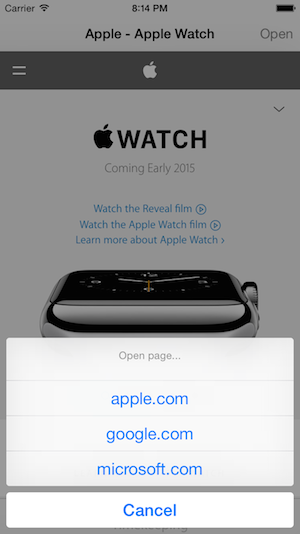 Carrier 8:14 PM
Apple - Apple Watch Open
WATCH
Coming Early 2015
Watch the Reveal film
Watch the Apple Watch film
Learn more about Apple Watch
Open page...
apple.com
google.com
microsoft.com
Cancel